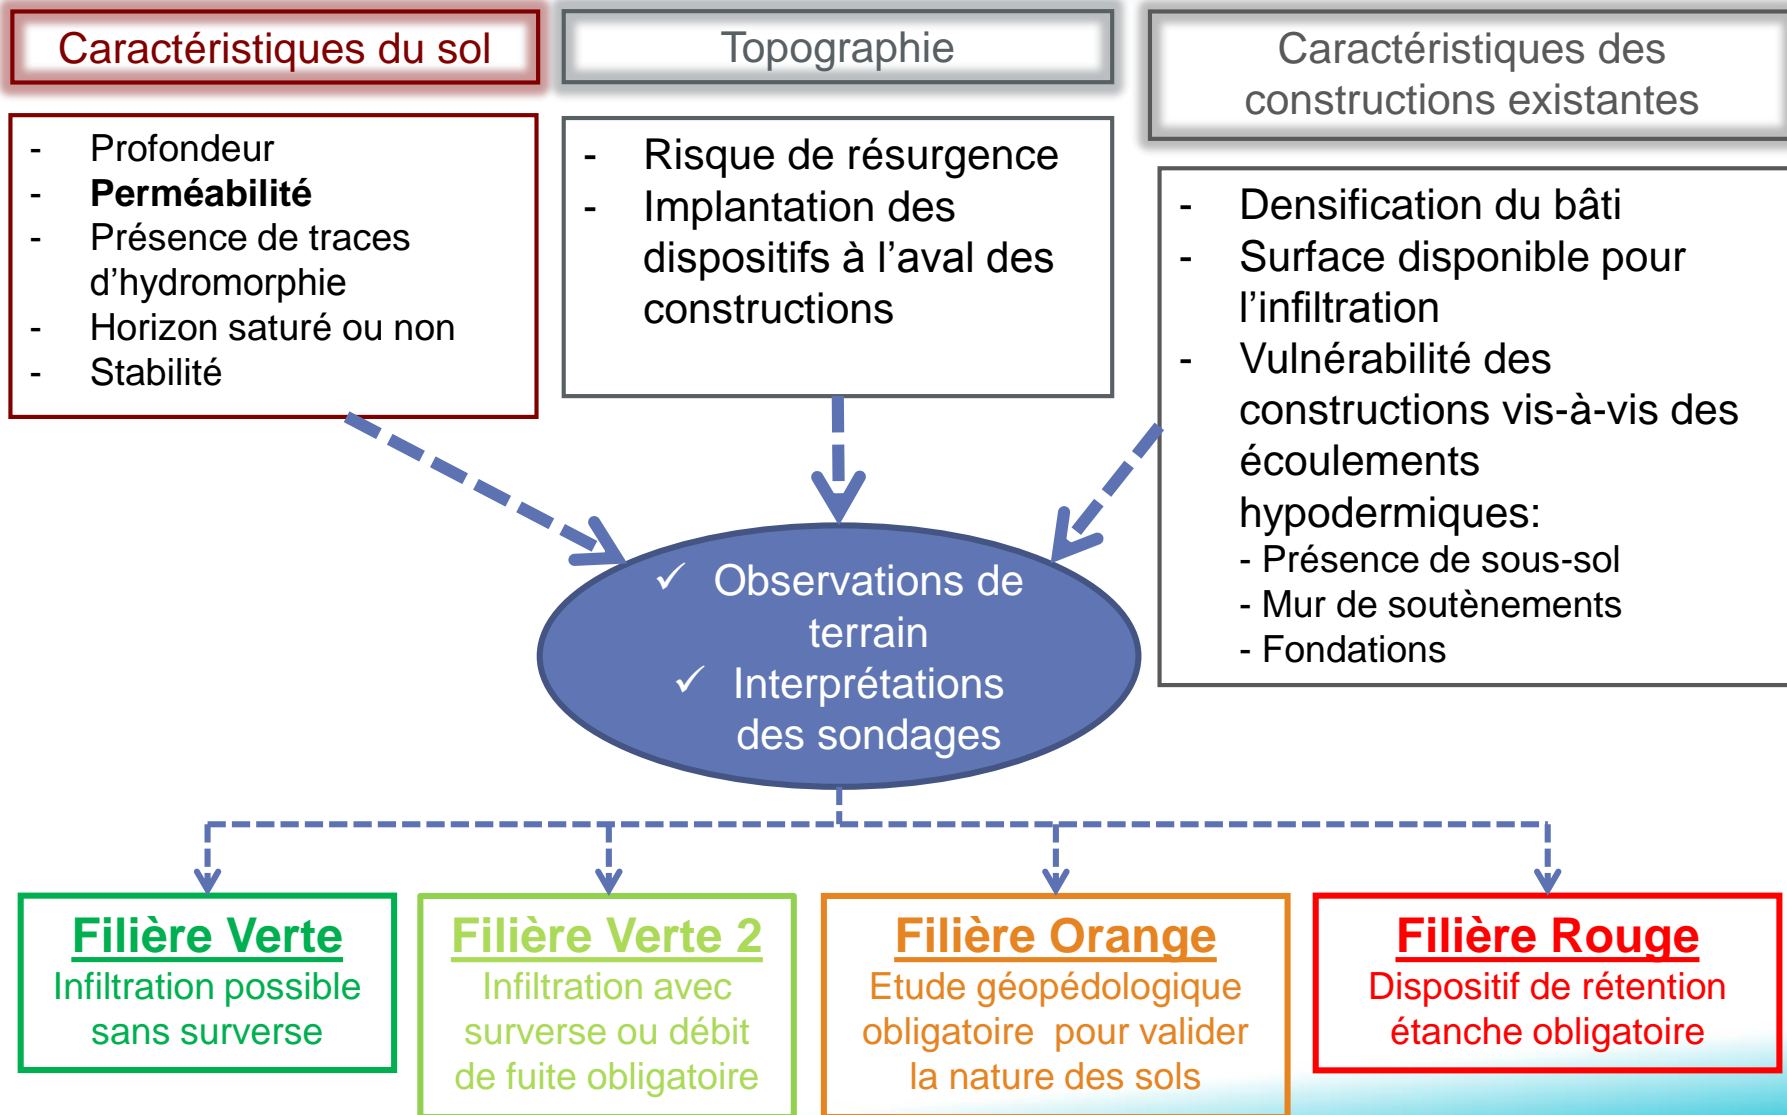 Caractéristiques du sol
- Profondeur
- Perméabilité
- Présence de traces
d’hydromorphie
- Horizon saturé ou non
- Stabilité
Topographie
- Risque de résurgence
- Implantation des
dispositifs à l’aval des
constructions
Caractéristiques des
constructions existantes
- Densification du bâti
- Surface disponible pour
l’infiltration
- Vulnérabilité des
constructions vis-à-vis des
écoulements
hypodermiques:
- Présence de sous-sol
- Mur de soutènements
- Fondations
✓ Observations de
terrain
✓ Interprétations
des sondages
Filière Verte
Infiltration possible
sans surverse
Filière Verte 2
Infiltration avec
surverse ou débit
de fuite obligatoire
Filière Orange
Etude géopédologique
obligatoire pour valider
la nature des sols
Filière Rouge
Dispositif de rétention
étanche obligatoire